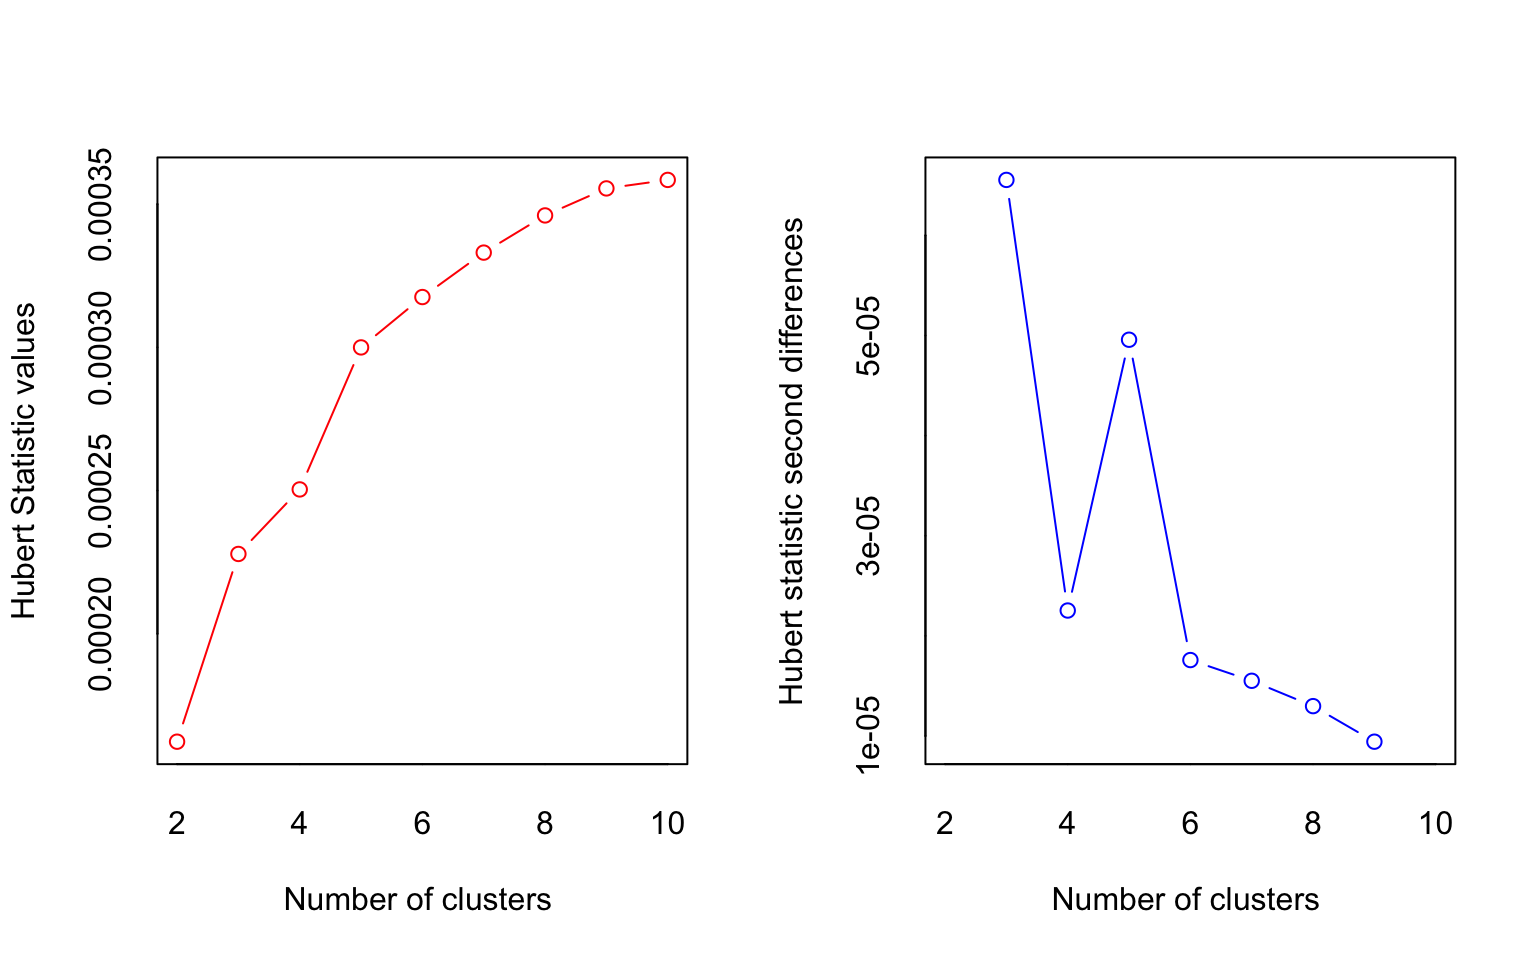 Hubert Statistic values
0.00020 0.00025 0.00030 0.00035
2 4 6 8 10
Number of clusters
Hubert statistic second differences
1e-05 3e-05 5e-05
2 4 6 8 10
Number of clusters